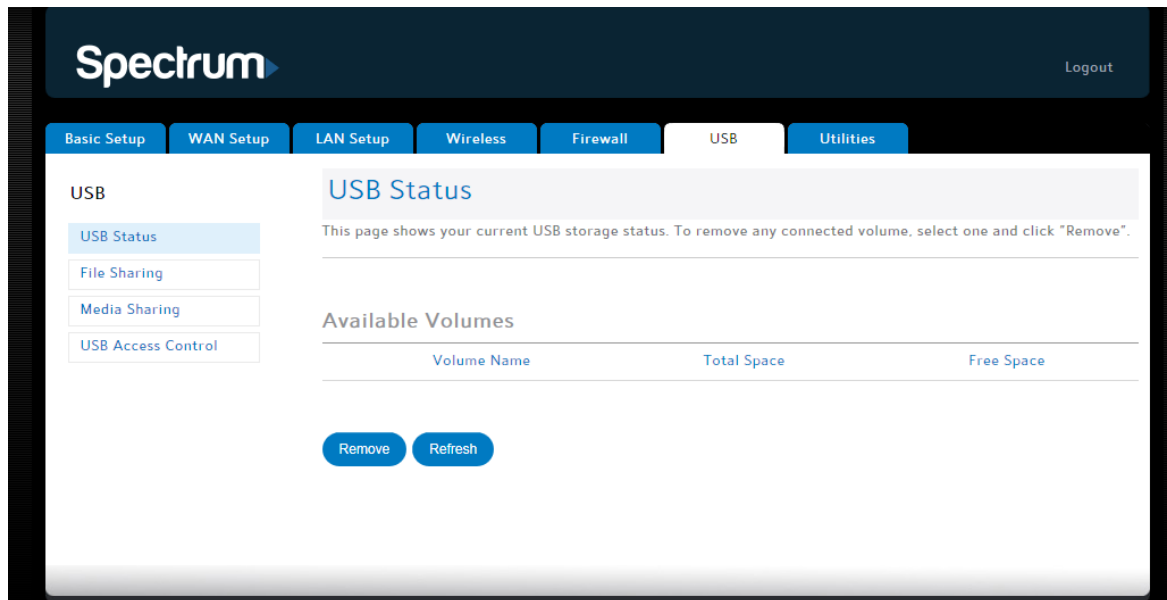 Spectrum
Logout
Basic Setup WAN Setup LAN Setup Wireless Firewall USB Utilities
USB
USB Status
File Sharing
Media Sharing
USB Access Control
USB Status
This page shows your current USB storage status. To remove any connected volume, select one and click "Remove".
Available Volumes
Volume Name Total Space Free Space
Remove Refresh